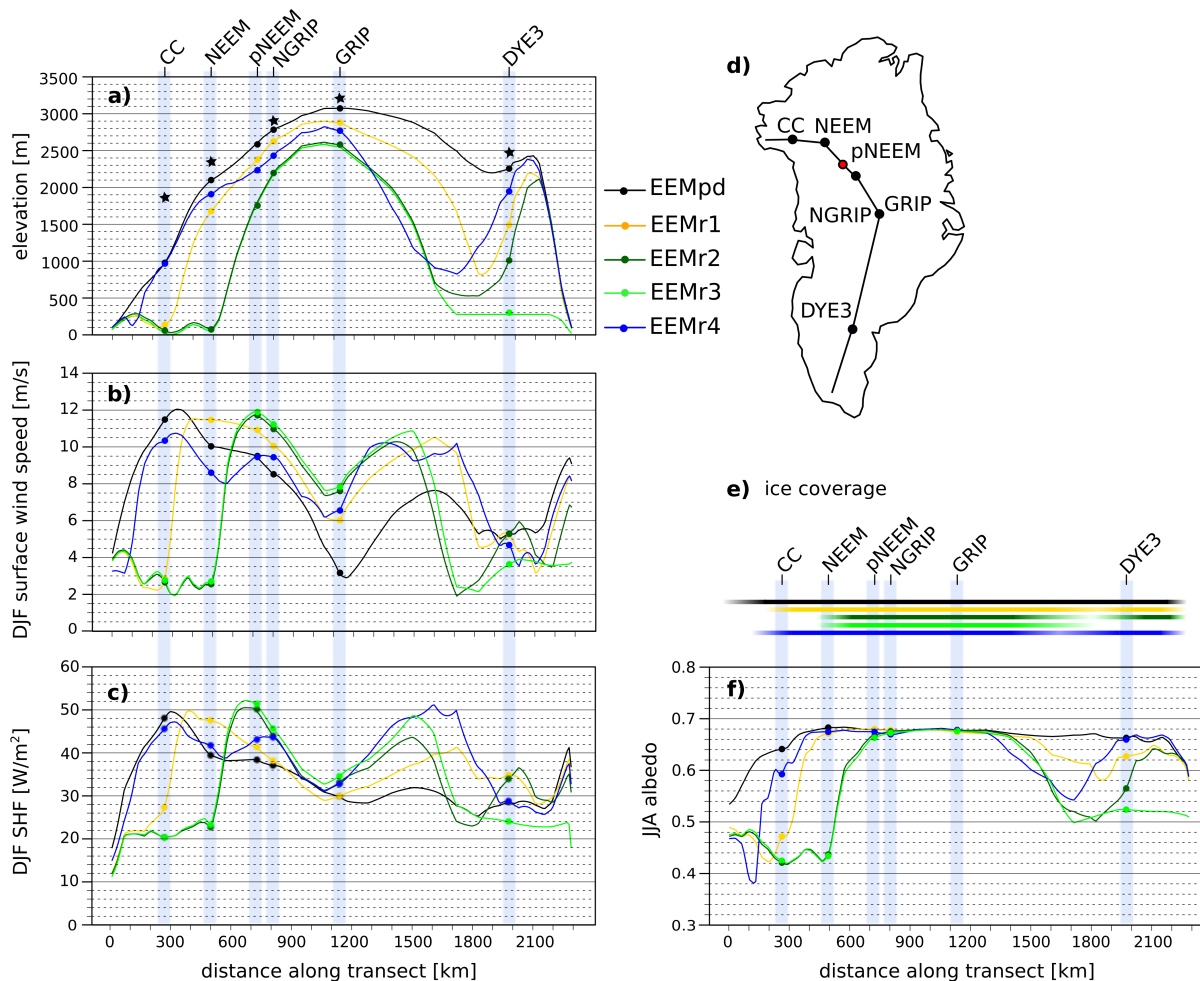 CC NEEM pNEEM NGRIP GRIP DYE3
a)
elevation [m]
3500
3000
2500
2000
1500
1000
500
0
b)
DJF surface wind speed [m/s]
14
12
10
8
6
4
2
0
c)
DJF SHF [W/m²]
60
50
40
30
20
10
0
0 300 600 900 1200 1500 1800 2100
distance along transect [km]
EEMpd
EEMr1
EEMr2
EEMr3
EEMr4
d)
CC NEEM
pNEEM
NGRIP GRIP
DYE3
e) ice coverage
CC NEEM pNEEM NGRIP GRIP DYE3
f)
JJA albedo
0.8
0.7
0.6
0.5
0.4
0.3
0 300 600 900 1200 1500 1800 2100
distance along transect [km]